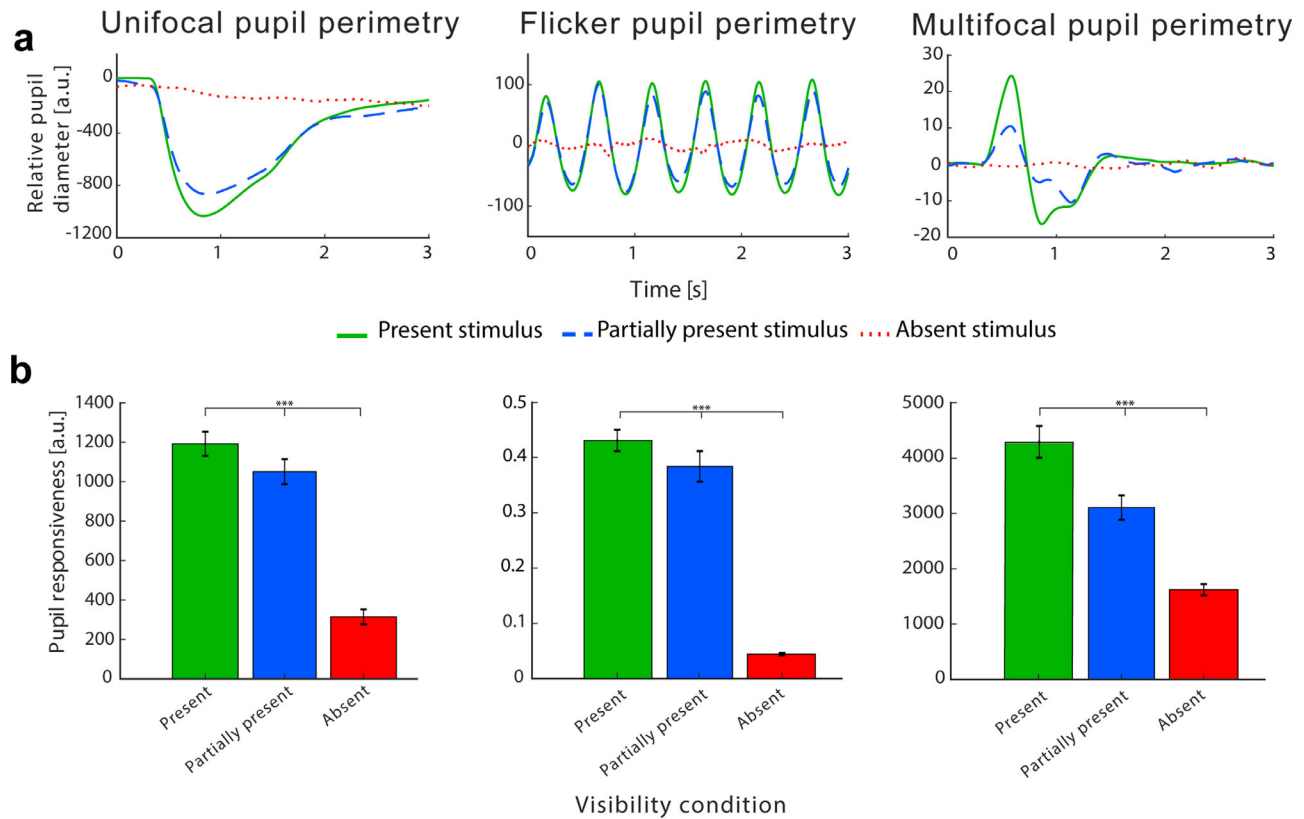 a
Unifocal pupil perimetry
Flicker pupil perimetry
Multifocal pupil perimetry
Relative pupil
diameter [a.u.]
0
-400
-800
-1200
0 1 2 3
100
0
-100
0 1 2 3
30
20
10
0
-10
-20
0 1 2 3
Time [s]
Present stimulus
Partially present stimulus
Absent stimulus
b
Pupil responsiveness [a.u.]
1400
1200
1000
800
600
400
200
0
***
Present
Partially present
Absent
0.5
0.4
0.3
0.2
0.1
0
***
Present
Partially present
Absent
5000
4000
3000
2000
1000
0
***
Present
Partially present
Absent
Visibility condition